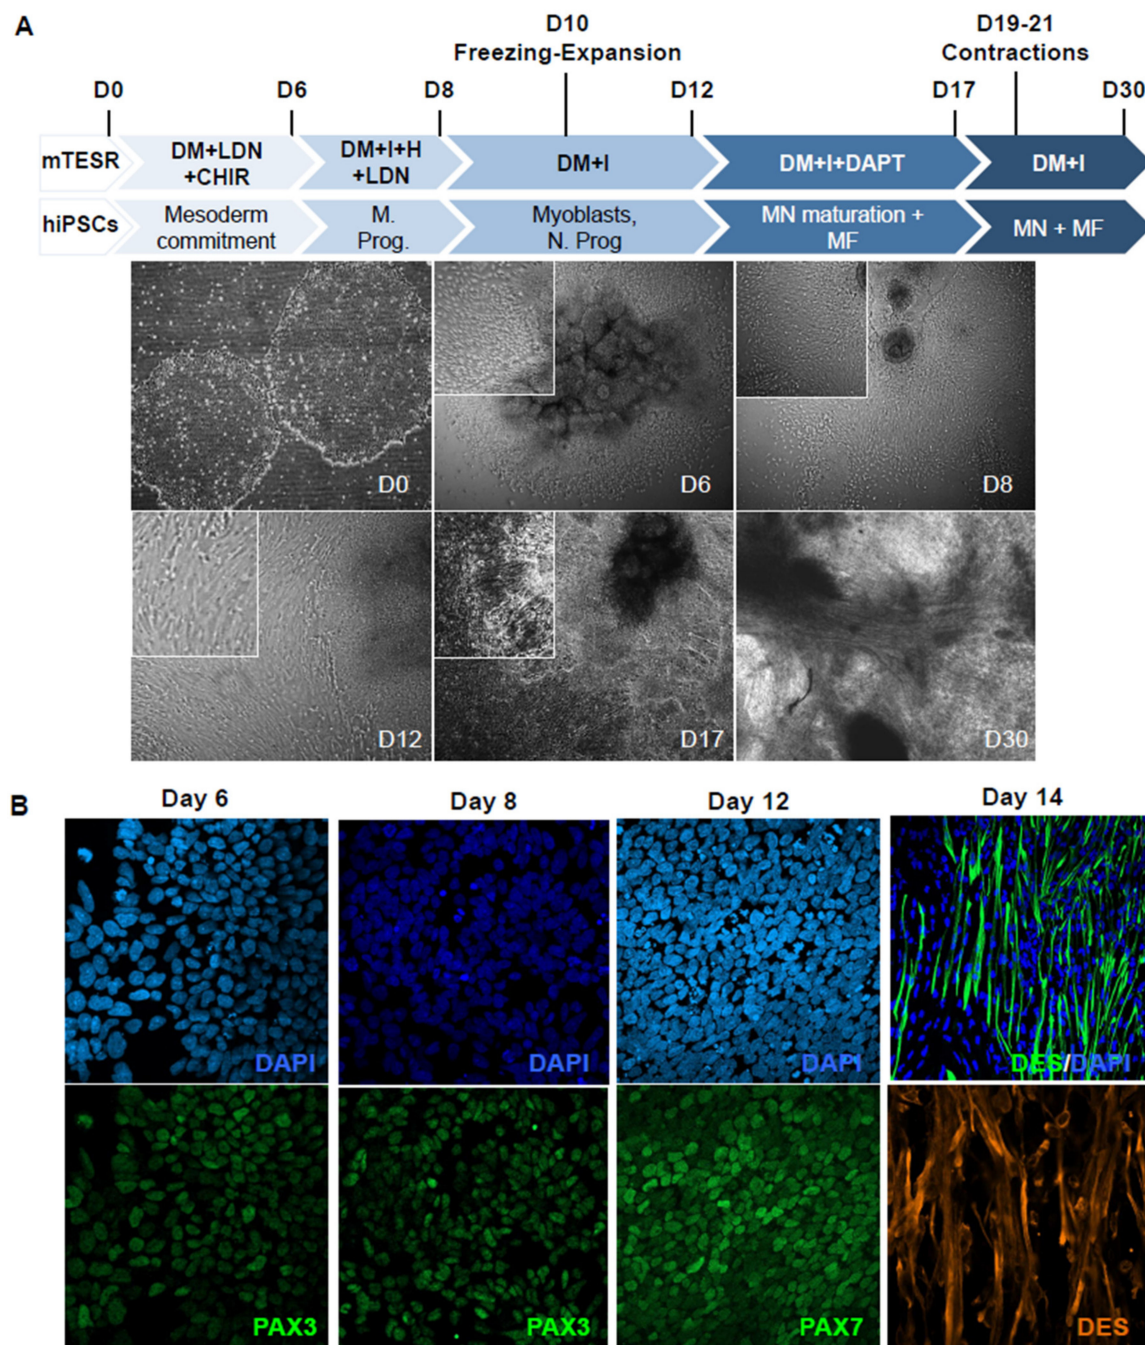 A
D10
Freezing-Expansion
D19-21
Contractions
D0
D6
D8
D12
D17
D30
mTESR
DM+LDN
+CHIR
DM+I+H
+LDN
DM+I
DM+I+DAPT
DM+I
hiPSCs
Mesoderm
commitment
M.
Prog.
Myoblasts,
N. Prog
MN maturation +
MF
MN + MF
D0
D6
D8
D12
D17
D30
B
Day 6
Day 8
Day 12
Day 14
DAPI
DAPI
DAPI
DES/DAPI
PAX3
PAX3
PAX7
DES